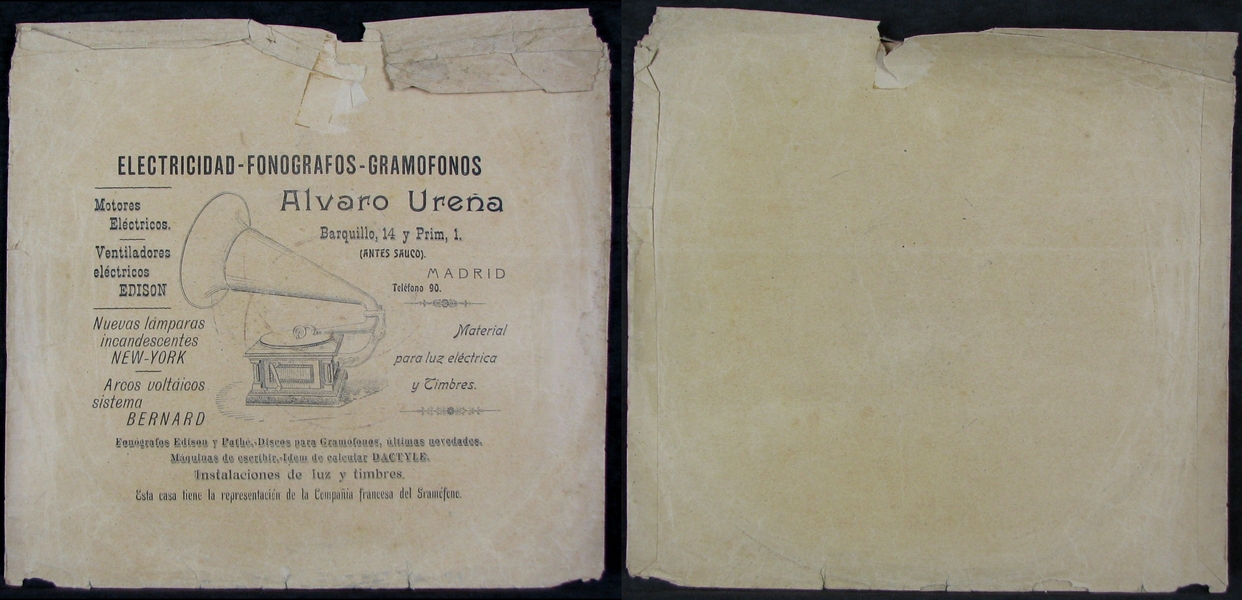 ELECTRICIDAD-FONOGRAFOS-GRAMOFONOS
Motores
Eléctricos.
Ventiladores
eléctricos
EDISON
Nuevas lámparas
incandescentes
NEW-YORK
Arcos voltáicos
sistema
BERNARD
Alvaro Ureña
Barquillo, 14 y Prim, 1.
(ANTES SAUCO).
MADRID
Teléfono 90.
Material
para luz eléctrica
y Timbres.
Fonógrafos Edison y Pathé.-Discos para Gramófonos, últimas novedades.
Máquinas de escribir.-Idem de calcular DACTYLE.
Instalaciones de luz y timbres.
Esta casa tiene la representación de la Compañía francesa del Gramófono.